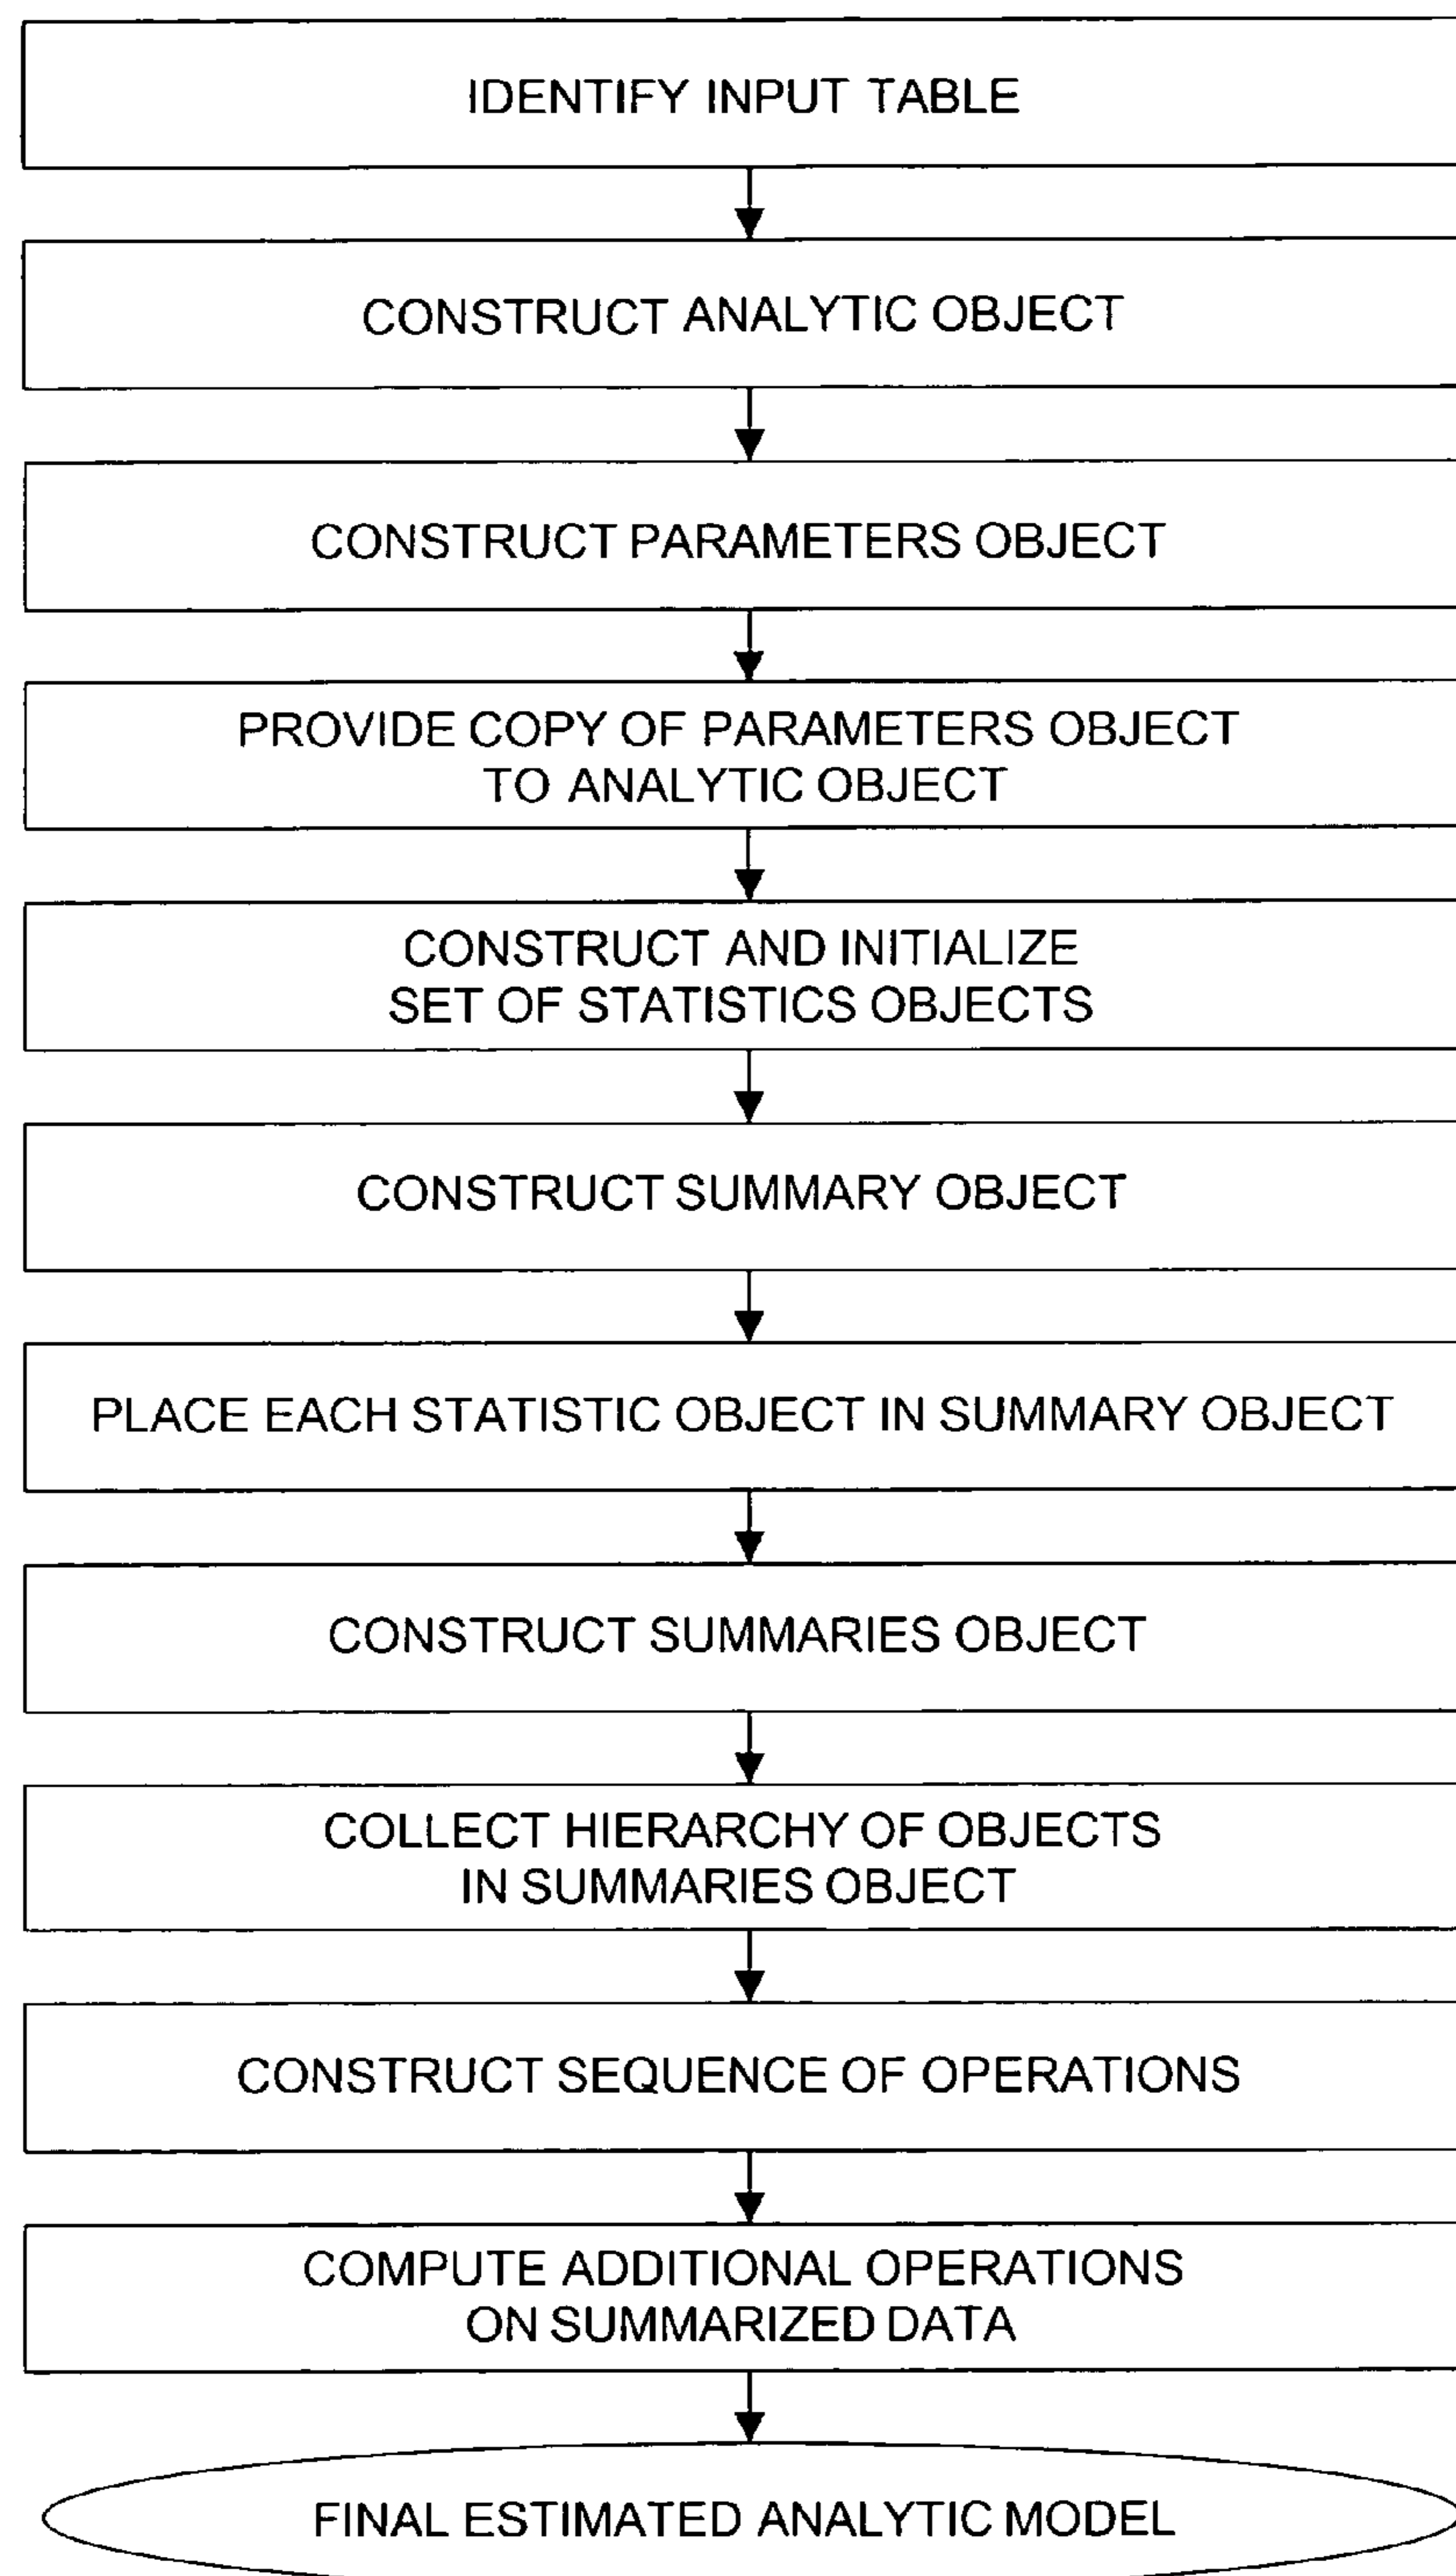 IDENTIFY INPUT TABLE
CONSTRUCT ANALYTIC OBJECT
CONSTRUCT PARAMETERS OBJECT
PROVIDE COPY OF PARAMETERS OBJECT
TO ANALYTIC OBJECT
CONSTRUCT AND INITIALIZE
SET OF STATISTICS OBJECTS
CONSTRUCT SUMMARY OBJECT
PLACE EACH STATISTIC OBJECT IN SUMMARY OBJECT
CONSTRUCT SUMMARIES OBJECT
COLLECT HIERARCHY OF OBJECTS
IN SUMMARIES OBJECT
CONSTRUCT SEQUENCE OF OPERATIONS
COMPUTE ADDITIONAL OPERATIONS
ON SUMMARIZED DATA
FINAL ESTIMATED ANALYTIC MODEL